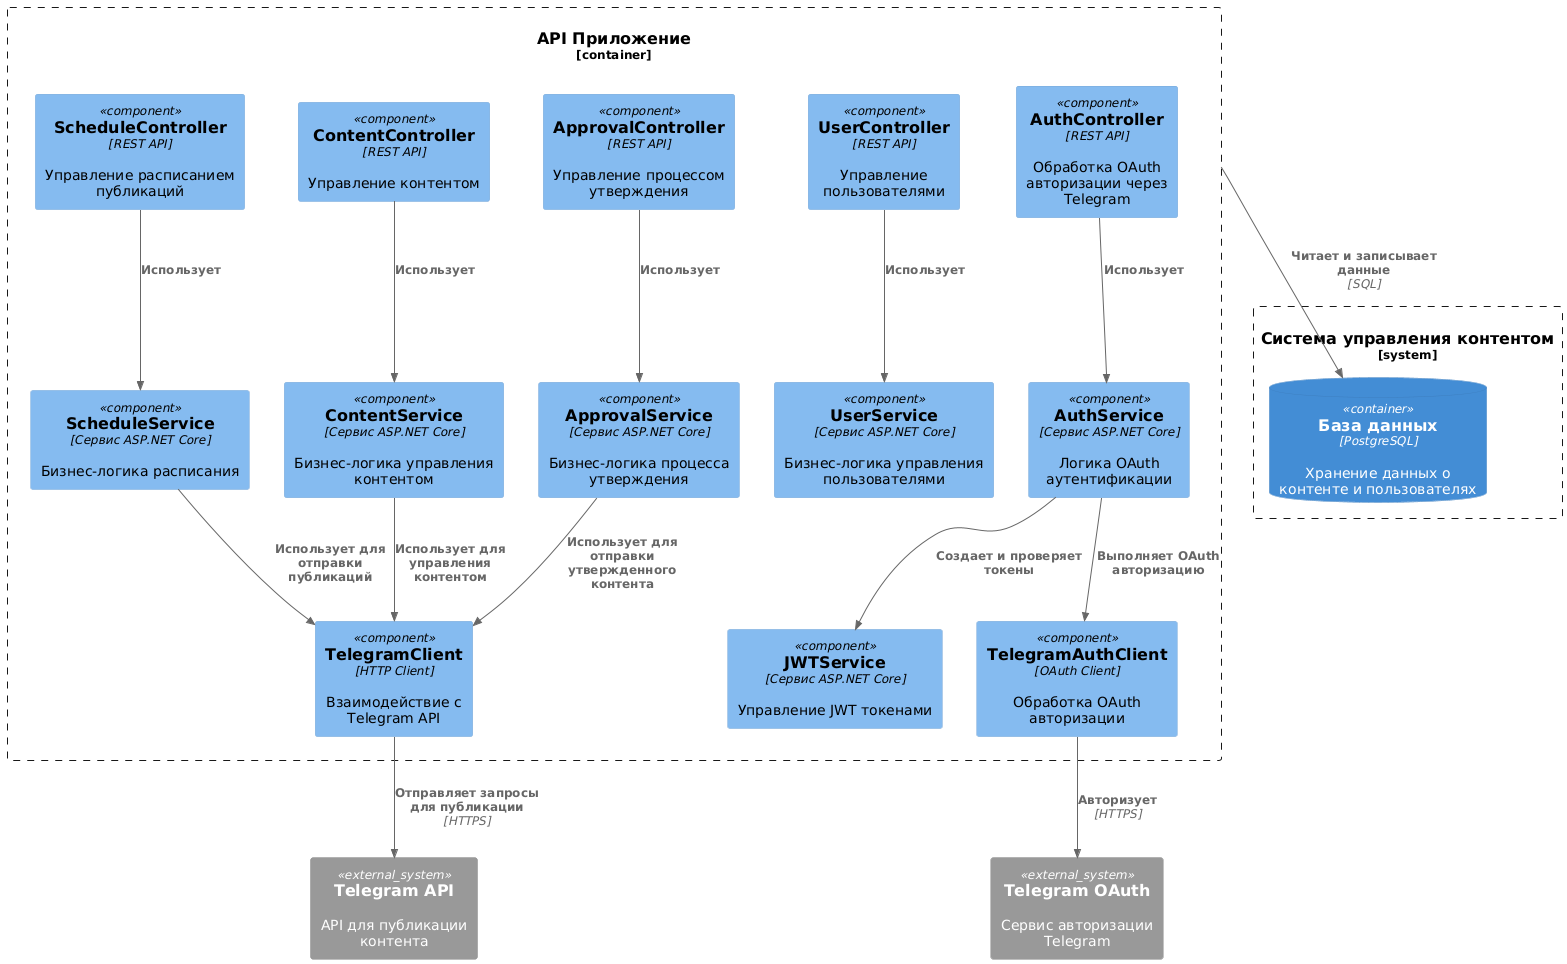 API Приложение
[container]
«component»
ScheduleController
[REST API]
Управление расписанием
публикаций
«component»
ContentController
[REST API]
Управление контентом
«component»
ApprovalController
[REST API]
Управление процессом
утверждения
«component»
UserController
[REST API]
Управление
пользователями
«component»
AuthController
[REST API]
Обработка OAuth
авторизации через
Telegram
Использует
Использует
Использует
Использует
Использует
Читает и записывает
данные
[SQL]
Система управления контентом
[system]
«component»
ScheduleService
[Сервис ASP.NET Core]
Бизнес-логика расписания
«component»
ContentService
[Сервис ASP.NET Core]
Бизнес-логика управления
контентом
«component»
ApprovalService
[Сервис ASP.NET Core]
Бизнес-логика процесса
утверждения
«component»
UserService
[Сервис ASP.NET Core]
Бизнес-логика управления
пользователями
«component»
AuthService
[Сервис ASP.NET Core]
Логика OAuth
аутентификации
«container»
База данных
[PostgreSQL]
Хранение данных о
контенте и пользователях
Использует для
отправки
публикаций
Использует для
управления
контентом
Использует для
отправки
утвержденного
контента
Создает и проверяет
токены
Выполняет OAuth
авторизацию
«component»
TelegramClient
[HTTP Client]
Взаимодействие с
Telegram API
«component»
JWTService
[Сервис ASP.NET Core]
Управление JWT токенами
«component»
TelegramAuthClient
[OAuth Client]
Обработка OAuth
авторизации
Отправляет запросы
для публикации
[HTTPS]
Авторизует
[HTTPS]
«external_system»
Telegram API
API для публикации
контента
«external_system»
Telegram OAuth
Сервис авторизации
Telegram